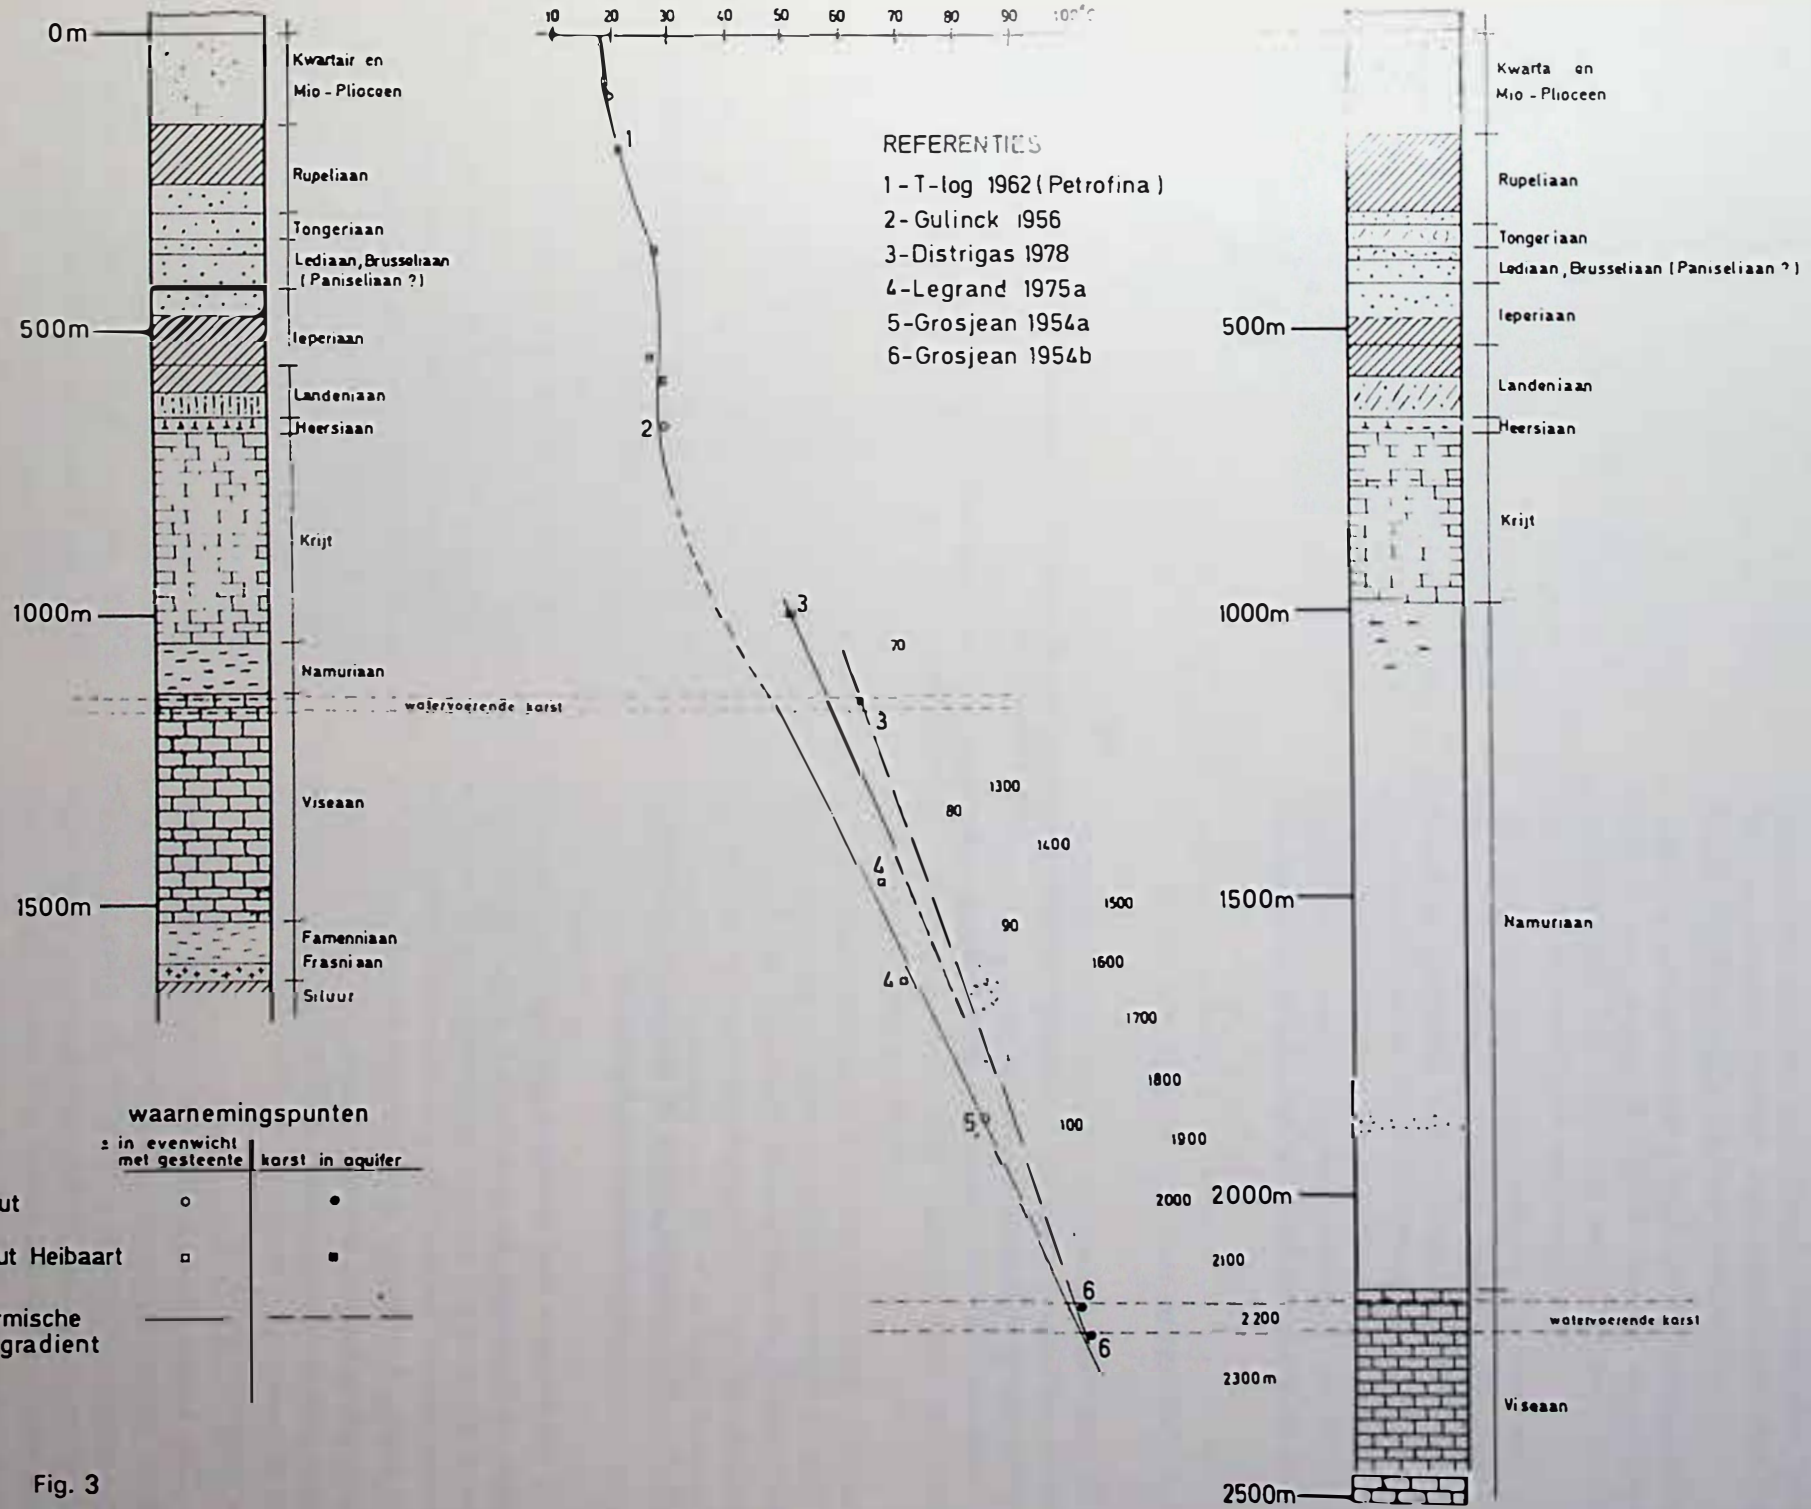 0m
500m
1000m
1500m
Kwartair en
Mio - Plioceen
Rupeliaan
Tongeriaan
Lediaan, Brusseliaan
(Paniseliaan ?)
Ieperiaan
Landeniaan
Heersiaan
Krijt
Namuriaan
watervoerende karst
Viseaan
Famenniaan
Frasniaan
Siluur
10 20 30 40 50 60 70 80 90 100°C
1
2
3
3
4
4
5
6
6
70
80
90
100
1300
1400
1500
1600
1700
1800
1900
2000
2100
2200
2300m
REFERENTIES
1 - T-log 1962 (Petrofina)
2 - Gulinck 1956
3 - Distrigas 1978
4 - Legrand 1975a
5 - Grosjean 1954a
6 - Grosjean 1954b
500m
1000m
1500m
2000m
2500m
Kwarta en
Mio - Plioceen
Rupeliaan
Tongeriaan
Lediaan, Brusseliaan (Paniseliaan ?)
Ieperiaan
Landeniaan
Heersiaan
Krijt
Namuriaan
watervoerende karst
Viseaan
waarnemingspunten
± in evenwicht
met gesteente
karst in aquifer
ut
ut Heibaart
rmische
gradient
Fig. 3